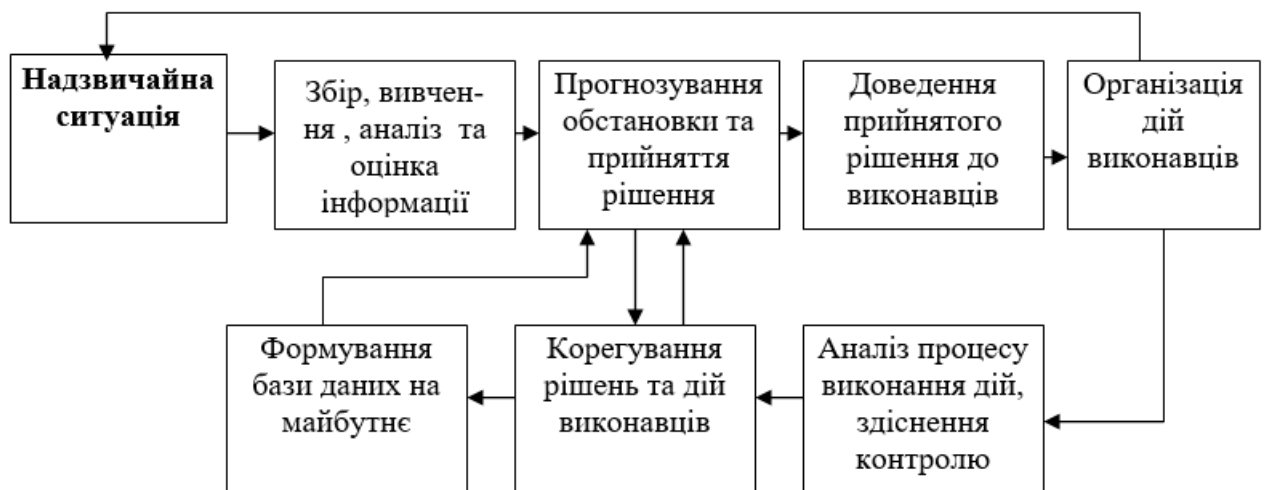 Надзвичайна
ситуація
Збір, вивчен-
ня , аналіз та
оцінка
інформації
Прогнозування
обстановки та
прийняття
рішення
Доведення
прийнятого
рішення до
виконавців
Організація
дій
виконавців
Формування
бази даних на
майбутнє
Корегування
рішень та дій
виконавців
Аналіз процесу
виконання дій,
здіснення
контролю